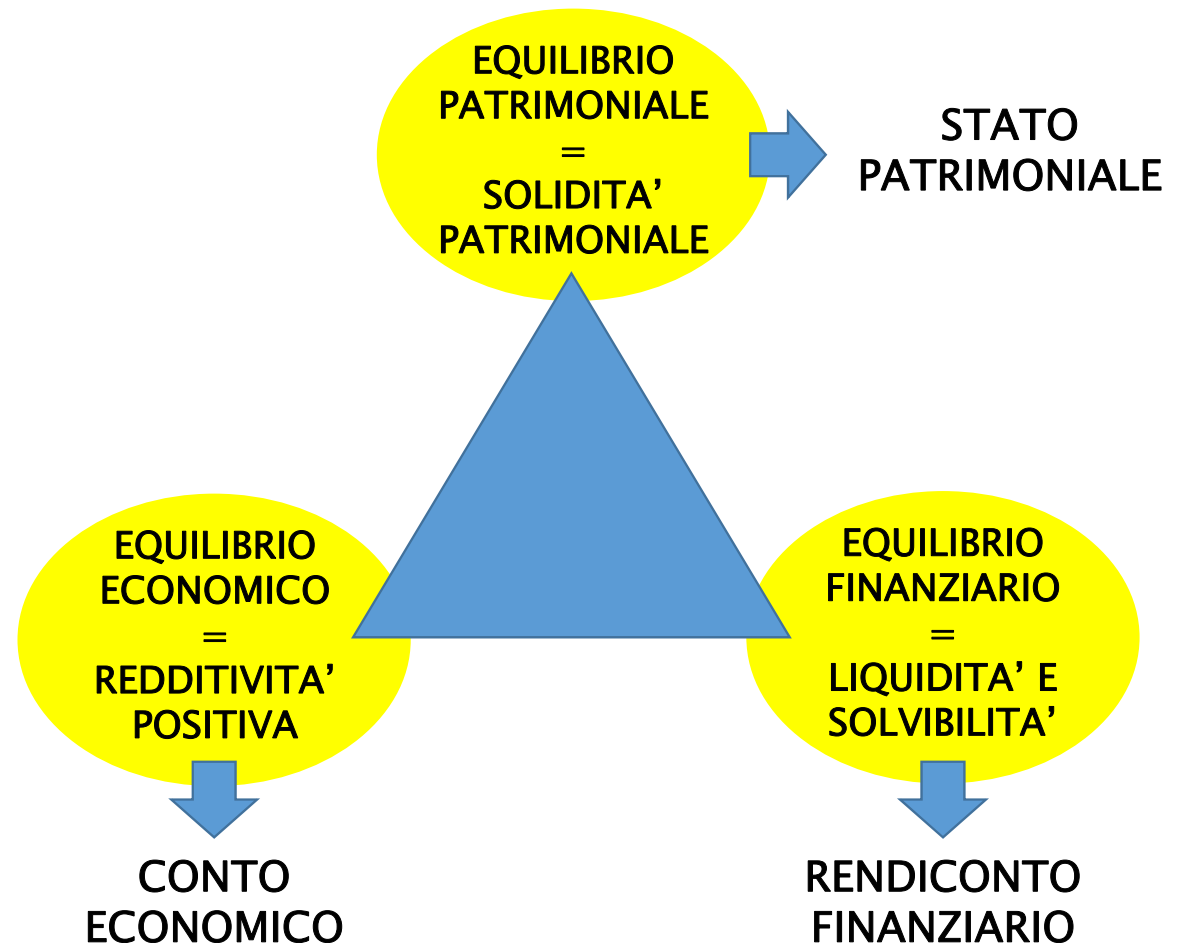 EQUILIBRIO
PATRIMONIALE
=
SOLIDITA’
PATRIMONIALE
STATO
PATRIMONIALE
EQUILIBRIO
ECONOMICO
=
REDDITIVITA’
POSITIVA
EQUILIBRIO
FINANZIARIO
=
LIQUIDITA’ E
SOLVIBILITA’
CONTO
ECONOMICO
RENDICONTO
FINANZIARIO